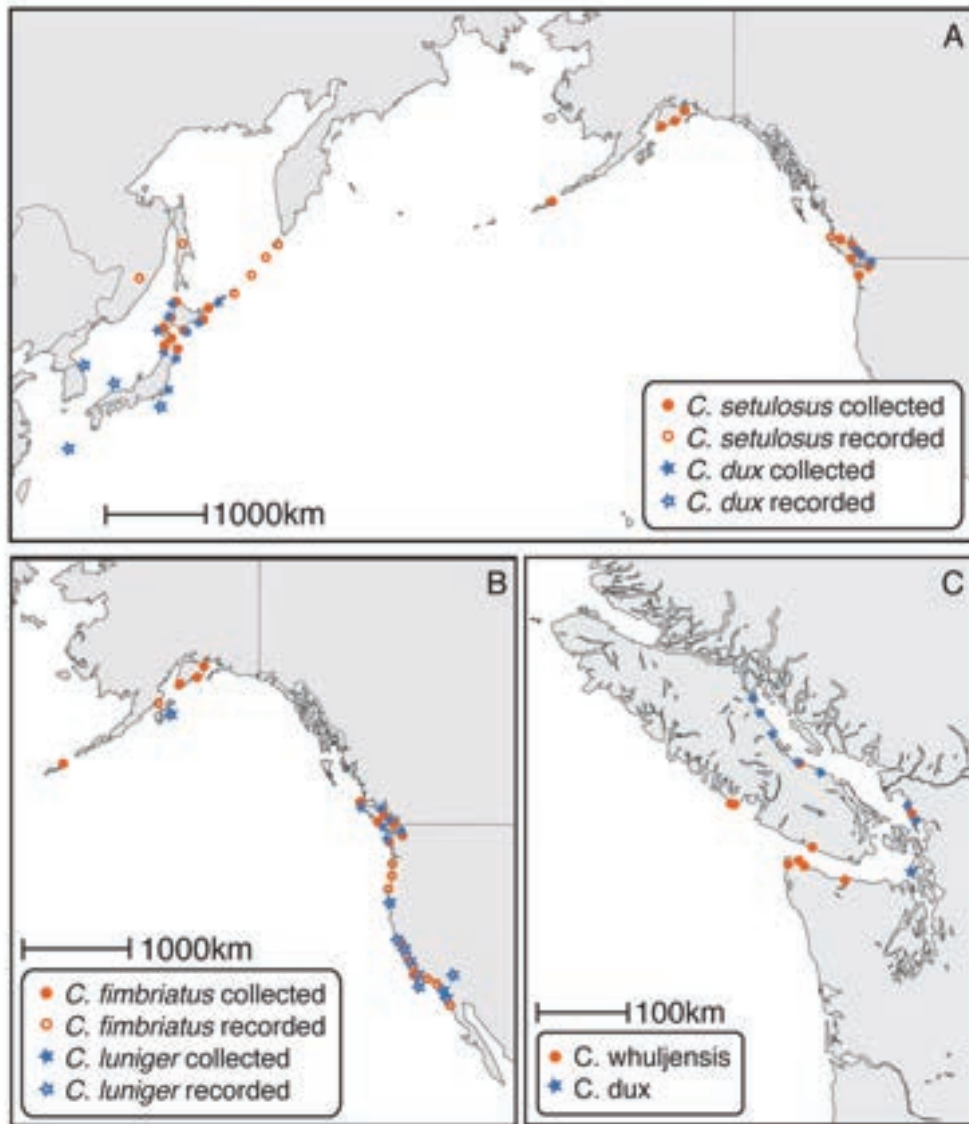 A
C. setulosus collected
C. setulosus recorded
C. dux collected
C. dux recorded
1000km
B
1000km
C. fimbriatus collected
C. fimbriatus recorded
C. luniger collected
C. luniger recorded
C
100km
C. whuljensis
C. dux